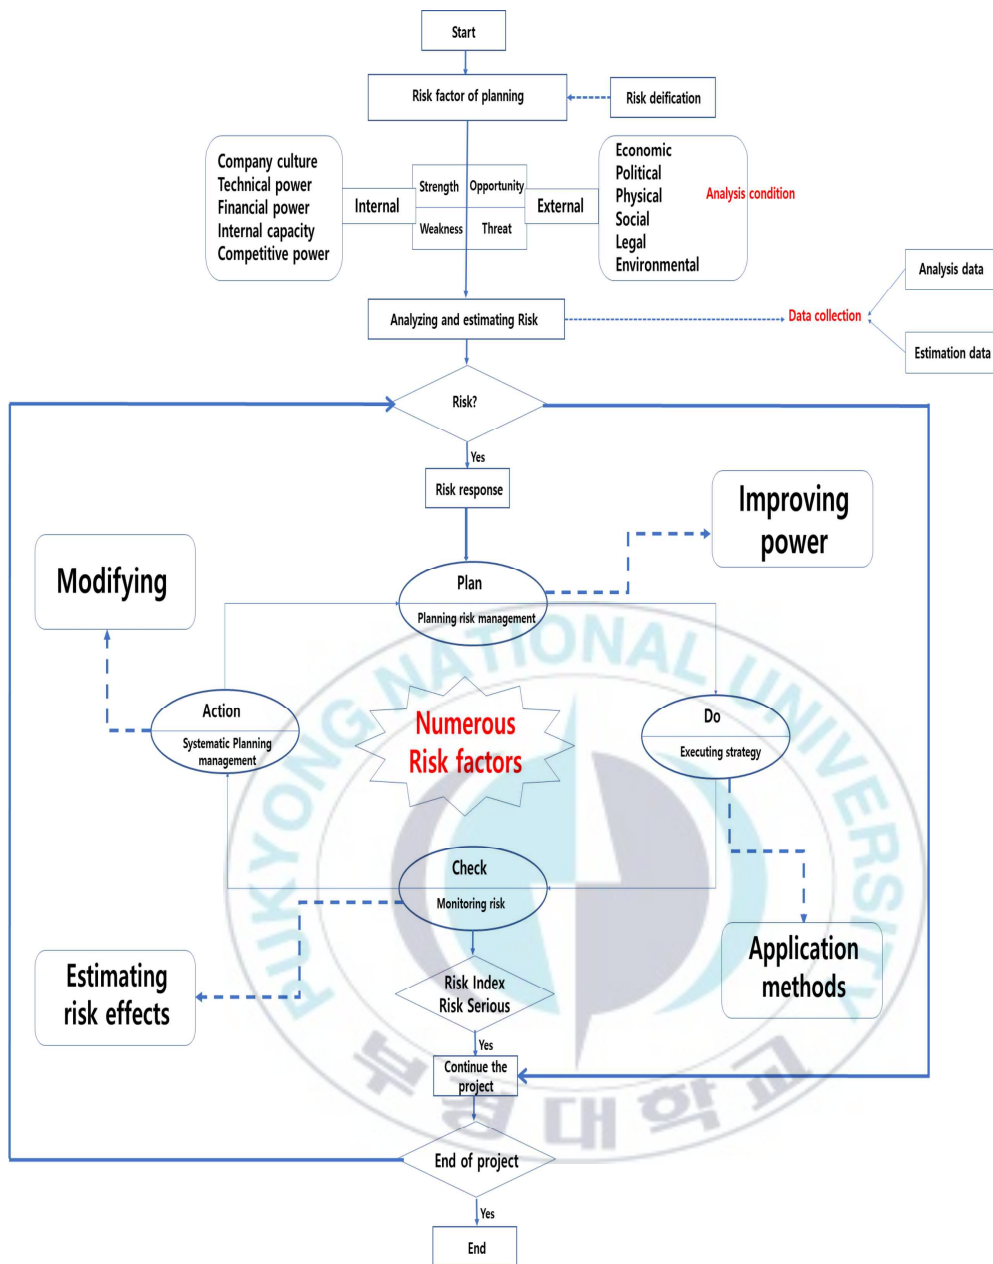 Start
Risk factor of planning
Risk deification
Company culture
Technical power
Financial power
Internal capacity
Competitive power
Internal
Strength
Opportunity
Weakness
Threat
External
Economic
Political
Physical
Social
Legal
Environmental
Analysis condition
Analysis data
Analyzing and estimating Risk
Data collection
Estimation data
Risk?
Yes
Risk response
Improving
power
Modifying
Plan
Planning risk management
Action
Systematic Planning
management
Numerous
Risk factors
Do
Executing strategy
Check
Monitoring risk
Estimating
risk effects
Risk Index
Risk Serious
Application
methods
Yes
Continue the
project
End of project
Yes
End
PUKYONG NATIONAL UNIVERSITY
부경대학교